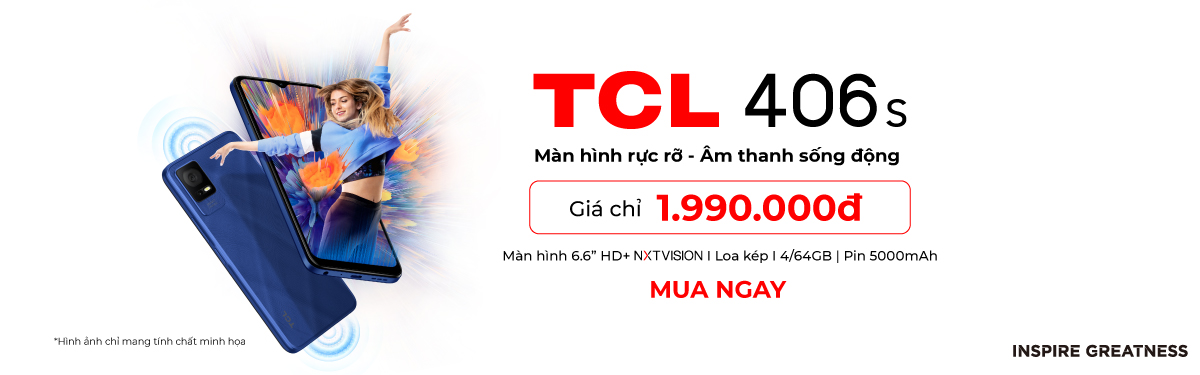 TCL 406s
Màn hình rực rỡ - Âm thanh sống động
Giá chỉ 1.990.000đ
Màn hình 6.6” HD+ NXTVISION I Loa kép I 4/64GB | Pin 5000mAh
MUA NGAY
TCL
*Hình ảnh chỉ mang tính chất minh họa
INSPIRE GREATNESS